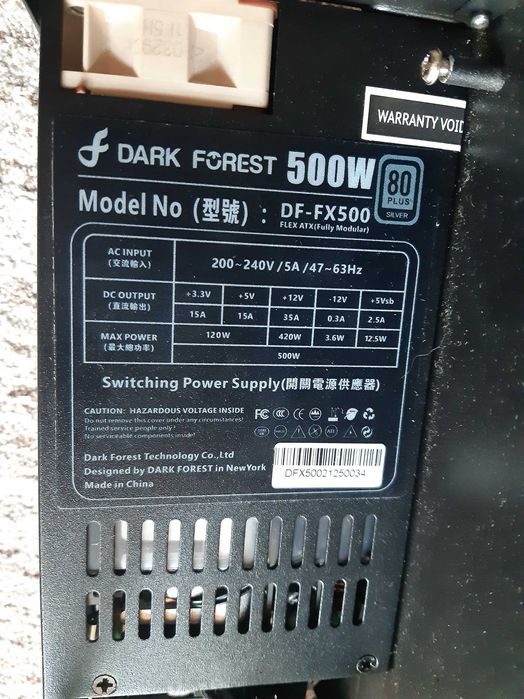 WARRANTY VOID
DARK FOREST 500W
80
PLUS
SILVER
Model No (型號) : DF-FX500
FLEX ATX(Fully Modular)
AC INPUT
(交流輸入)
200~240V /5A /47~63Hz
DC OUTPUT
(直流輸出)
+3.3V +5V +12V -12V +5Vsb
15A 15A 35A 0.3A 2.5A
MAX POWER
(最大總功率)
120W 420W 3.6W 12.5W
500W
Switching Power Supply(開關電源供應器)
CAUTION: HAZARDOUS VOLTAGE INSIDE
Do not remove this cover under any circumstances!
Trained service people only!
No serviceable components inside!
FC CCC CE
Dark Forest Technology Co.,Ltd
Designed by DARK FOREST in NewYork
Made in China
DFX50021250034